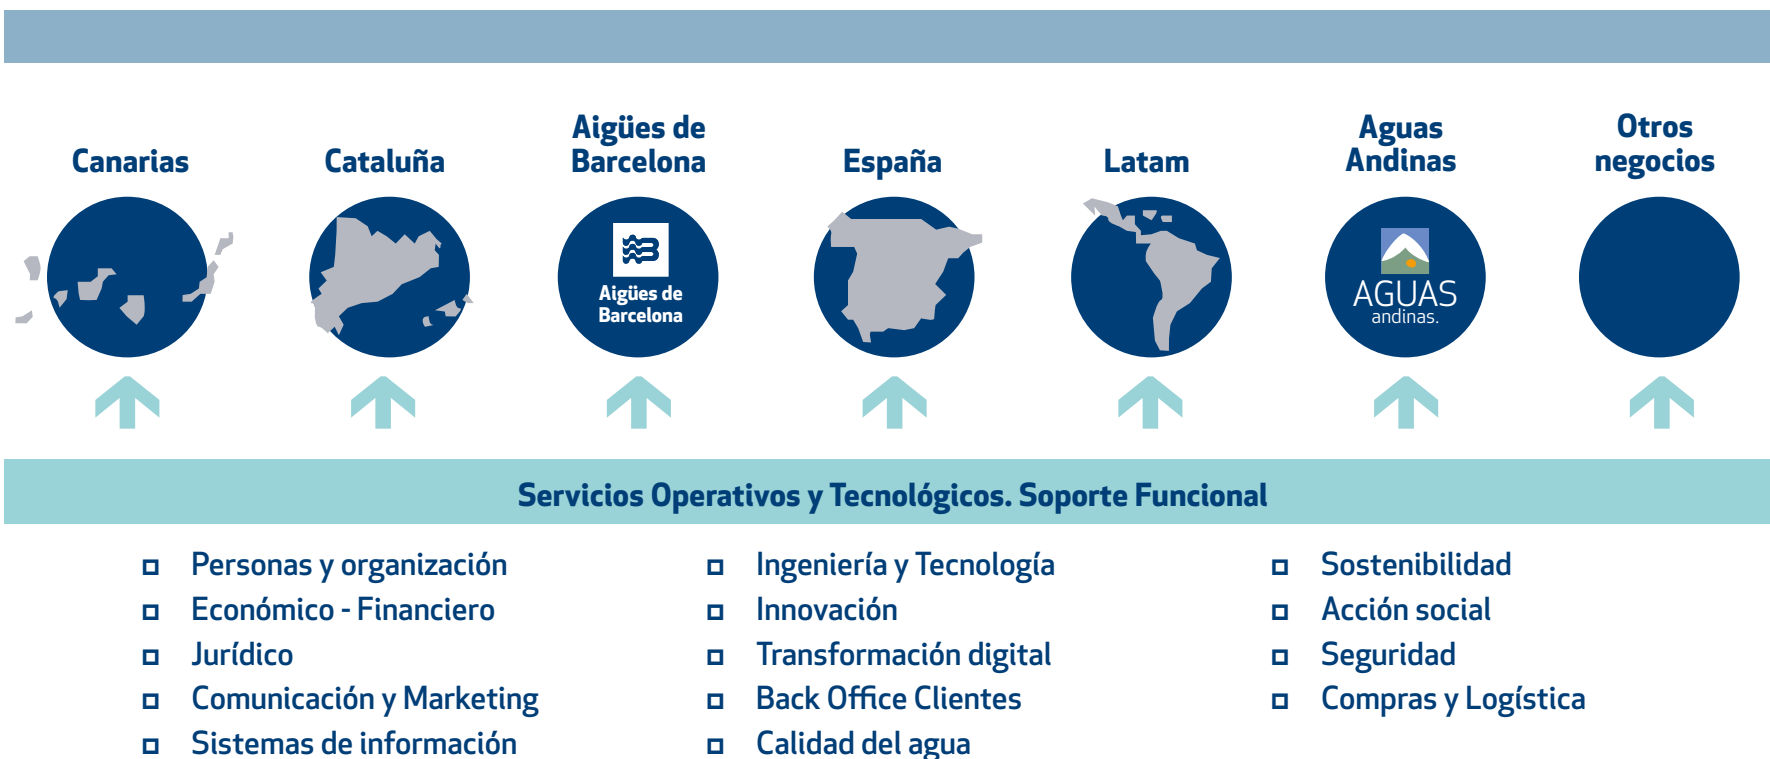 Canarias
Cataluña
Aigües de
Barcelona
España
Latam
Aguas
Andinas
Otros
negocios
Aigües de
Barcelona
AGUAS
andinas.
Servicios Operativos y Tecnológicos. Soporte Funcional
Personas y organización
Económico - Financiero
Jurídico
Comunicación y Marketing
Sistemas de información
Ingeniería y Tecnología
Innovación
Transformación digital
Back Office Clientes
Calidad del agua
Sostenibilidad
Acción social
Seguridad
Compras y Logística